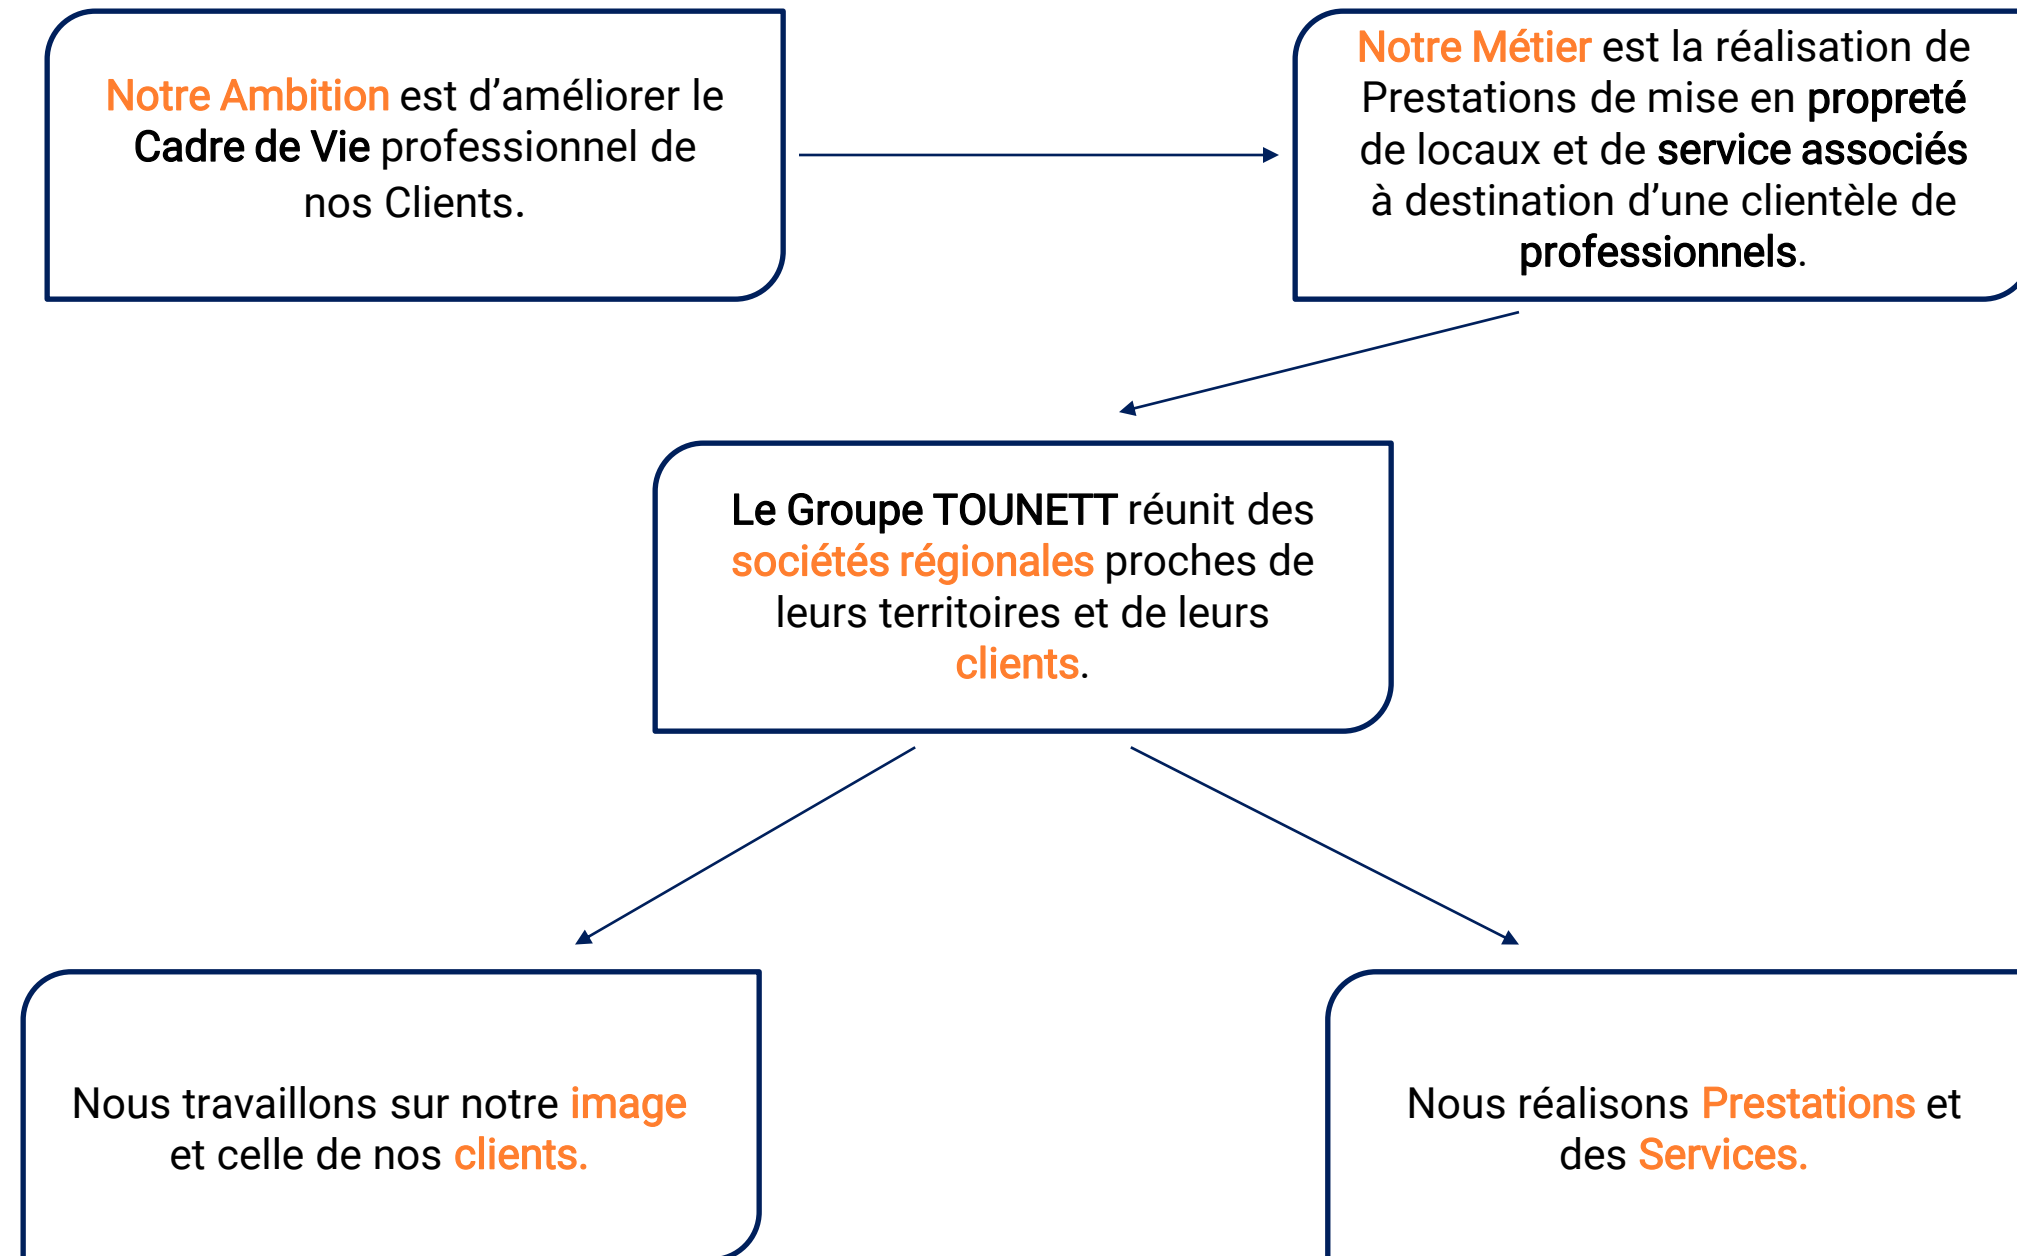 Notre Ambition est d’améliorer le
Cadre de Vie professionnel de
nos Clients.
Notre Métier est la réalisation de
Prestations de mise en propreté
de locaux et de service associés
à destination d’une clientèle de
professionnels.
Le Groupe TOUNETT réunit des
sociétés régionales proches de
leurs territoires et de leurs
clients.
Nous travaillons sur notre image
et celle de nos clients.
Nous réalisons Prestations et
des Services.